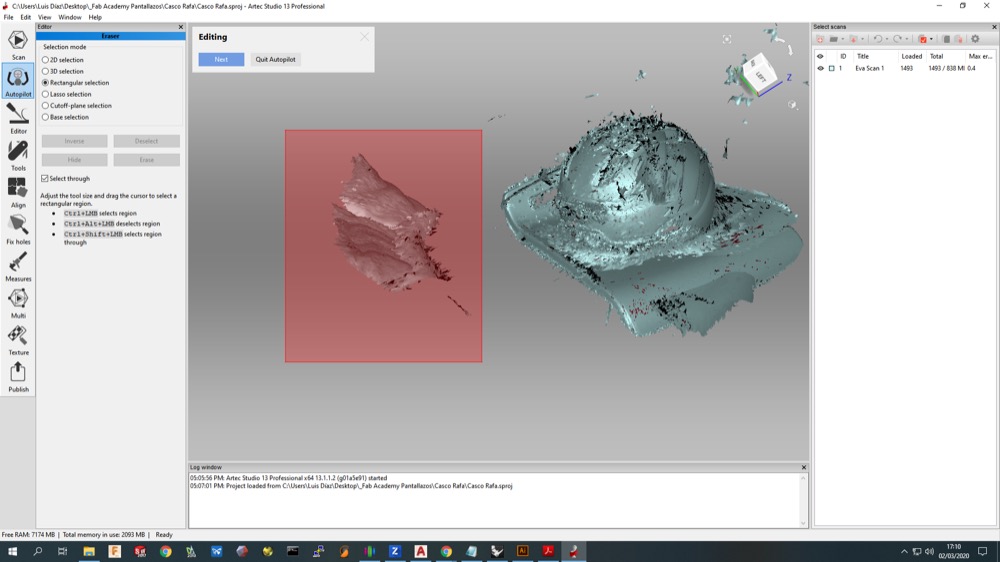 C:\Users\Luis Díaz\Desktop\_Fab Academy Pantallazos\Casco Rafa\Casco Rafa.sproj - Artec Studio 13 Professional
File Edit View Window Help
Editor
Eraser
Selection mode
2D selection
3D selection
Rectangular selection
Lasso selection
Cutoff-plane selection
Base selection
Inverse Deselect
Hide Erase
Select through
Adjust the tool size and drag the cursor to select a
rectangular region.
Ctrl+LMB selects region
Ctrl+Alt+LMB deselects region
Ctrl+Shift+LMB selects region
through
Scan
Autopilot
Editor
Tools
Align
Fix holes
Measures
Multi
Texture
Publish
Editing
Next Quit Autopilot
LEFT
Z
Select scans
ID Title Loaded Total Max er...
1 Eva Scan 1 1493 1493 / 838 MI 0.4
Log window
05:05:56 PM: Artec Studio 13 Professional x64 13.1.1.2 (g01a5e91) started
05:07:01 PM: Project loaded from C:\Users\Luis Díaz\Desktop\_Fab Academy Pantallazos\Casco Rafa\Casco Rafa.sproj
Free RAM: 7174 MB | Total memory in use: 2093 MB | Ready
17:10
02/03/2020